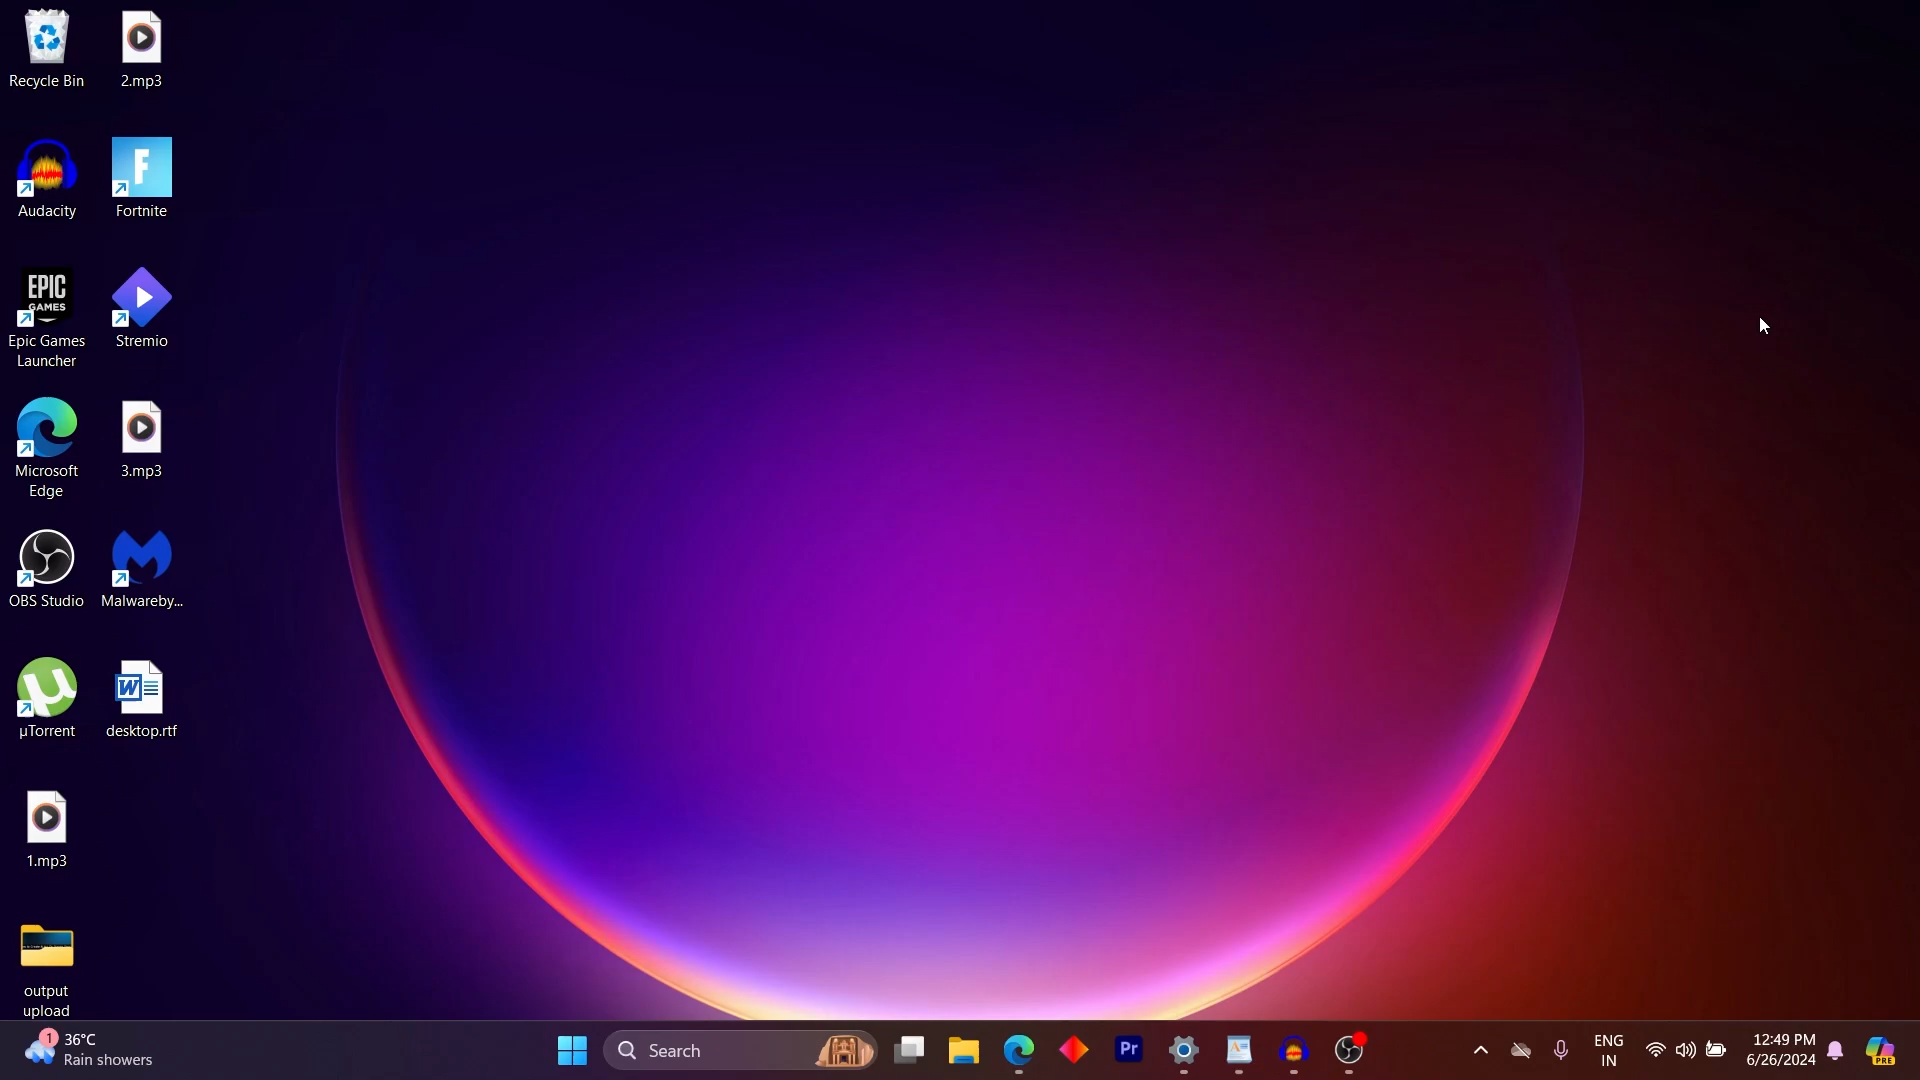 Recycle Bin
2.mp3
Audacity
F
Fortnite
EPIC
GAMES
Epic Games
Launcher
Stremio
Microsoft
Edge
3.mp3
OBS Studio
Malwareby...
µTorrent
W
desktop.rtf
1.mp3
output
upload
1
36°C
Rain showers
Search
Pr
ENG
IN
12:49 PM
6/26/2024
PRE